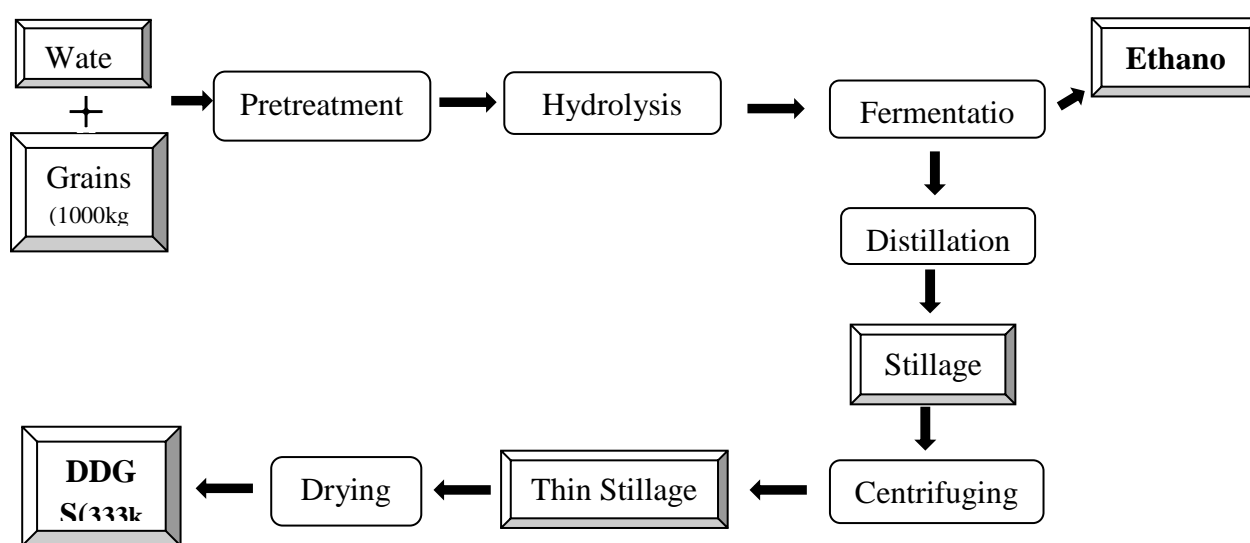 Wate
+
Grains
(1000kg
Pretreatment
Hydrolysis
Fermentatio
Ethano
Distillation
Stillage
Centrifuging
Thin Stillage
Drying
DDG
S(333k